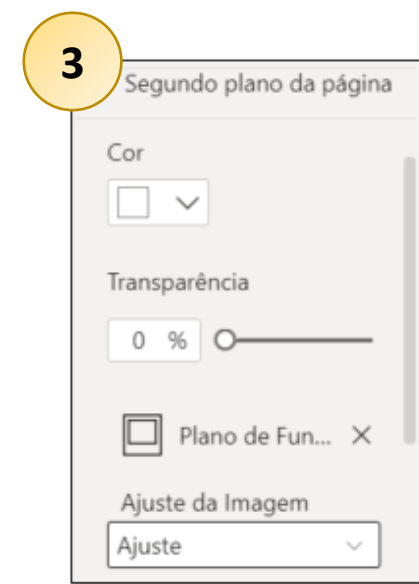 3
Segundo plano da página
Cor
Transparência
0 %
Plano de Fun...
Ajuste da Imagem
Ajuste